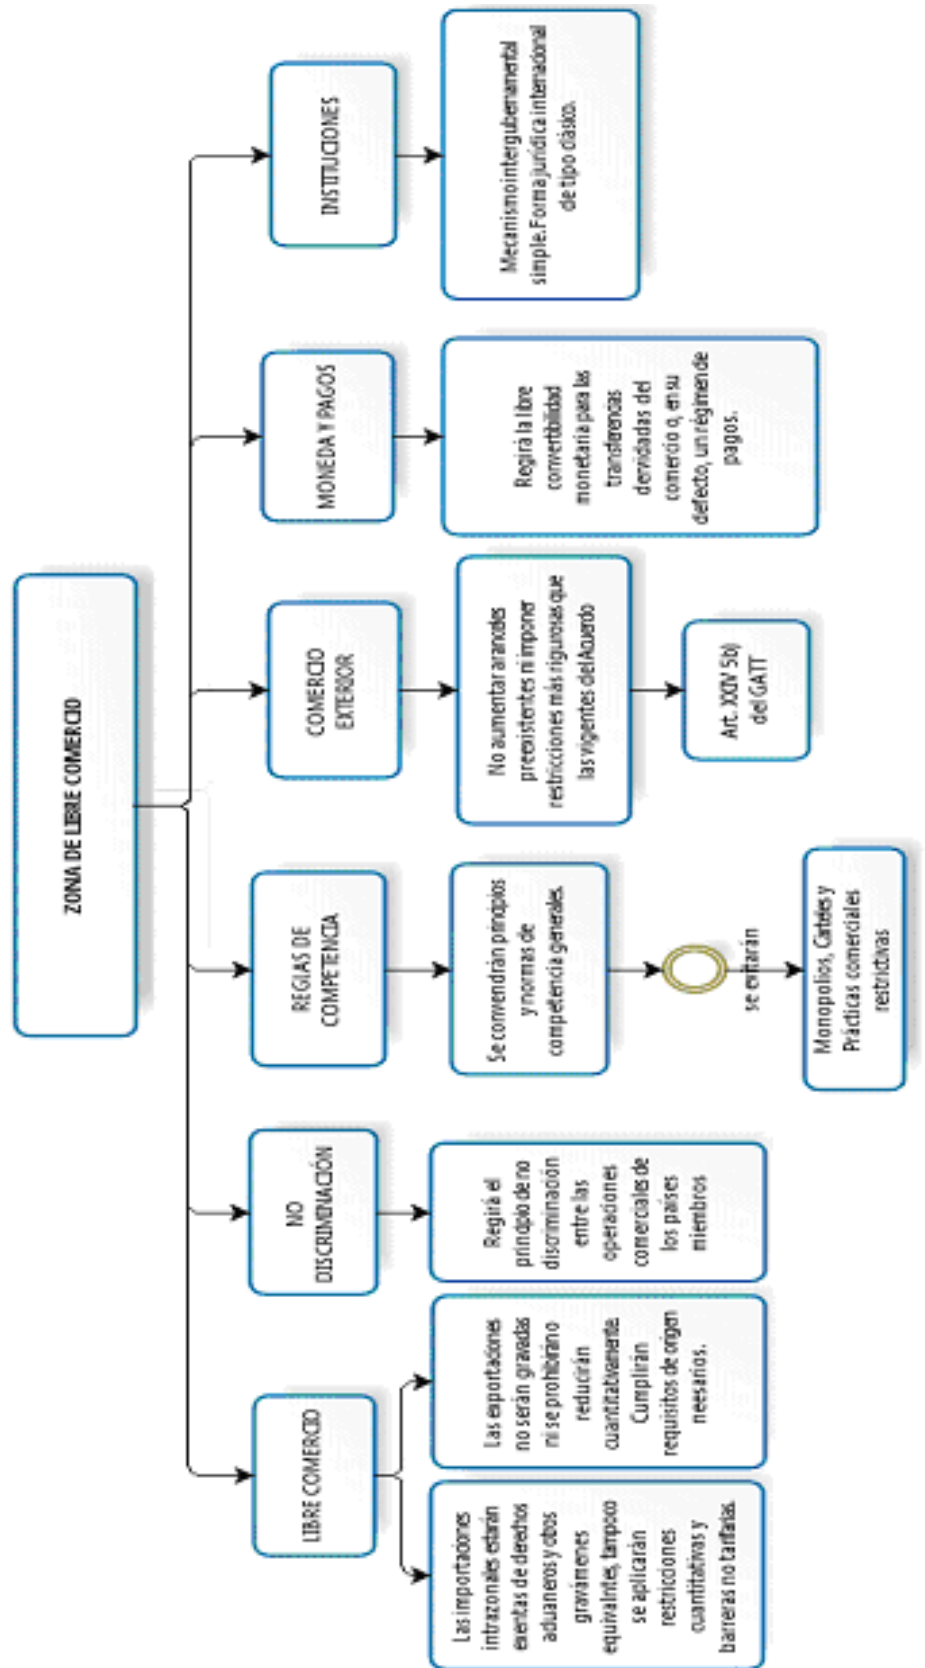 ZONA DE LIBRE COMERCIO
LIBRE COMERCIO
NO
DISCRIMINACIÓN
REGLAS DE
COMPETENCIA
COMERCIO
EXTERIOR
MONEDA Y PAGOS
INSTITUCIONES
Las importaciones
intrazonales estarán
exentas de derechos
aduaneros y otros
gravámenes
equivalntes, tampoco
se aplicarán
restricciones
cuantitativas y
barreras no tarifarias.
Las exportaciones
no serán gravadas
ni se prohibirán o
reducirán
cuantitativamente.
Cumplirán
requisitos de origen
neesarios.
Regirá el
principio de no
discriminación
entre las
operaciones
comerciales de
los países
miembros
Se convendrán principios
y normas de
competencia generales.
se evitarán
Monopolios, Carteles y
Prácticas comerciales
restrictivas
No aumentar aranceles
preexistentes ni imponer
restricciones más rigurosas que
las vigentes del Acuerdo
Art. XXIV 5b)
del GATT
Regirá la libre
convertibilidad
monetaria para las
transferencias
dervidadas del
comercio o, en su
defecto, un régimen de
pagos.
Mecanismo intergubernamental
simple. Forma jurídica internacional
de tipo clásico.